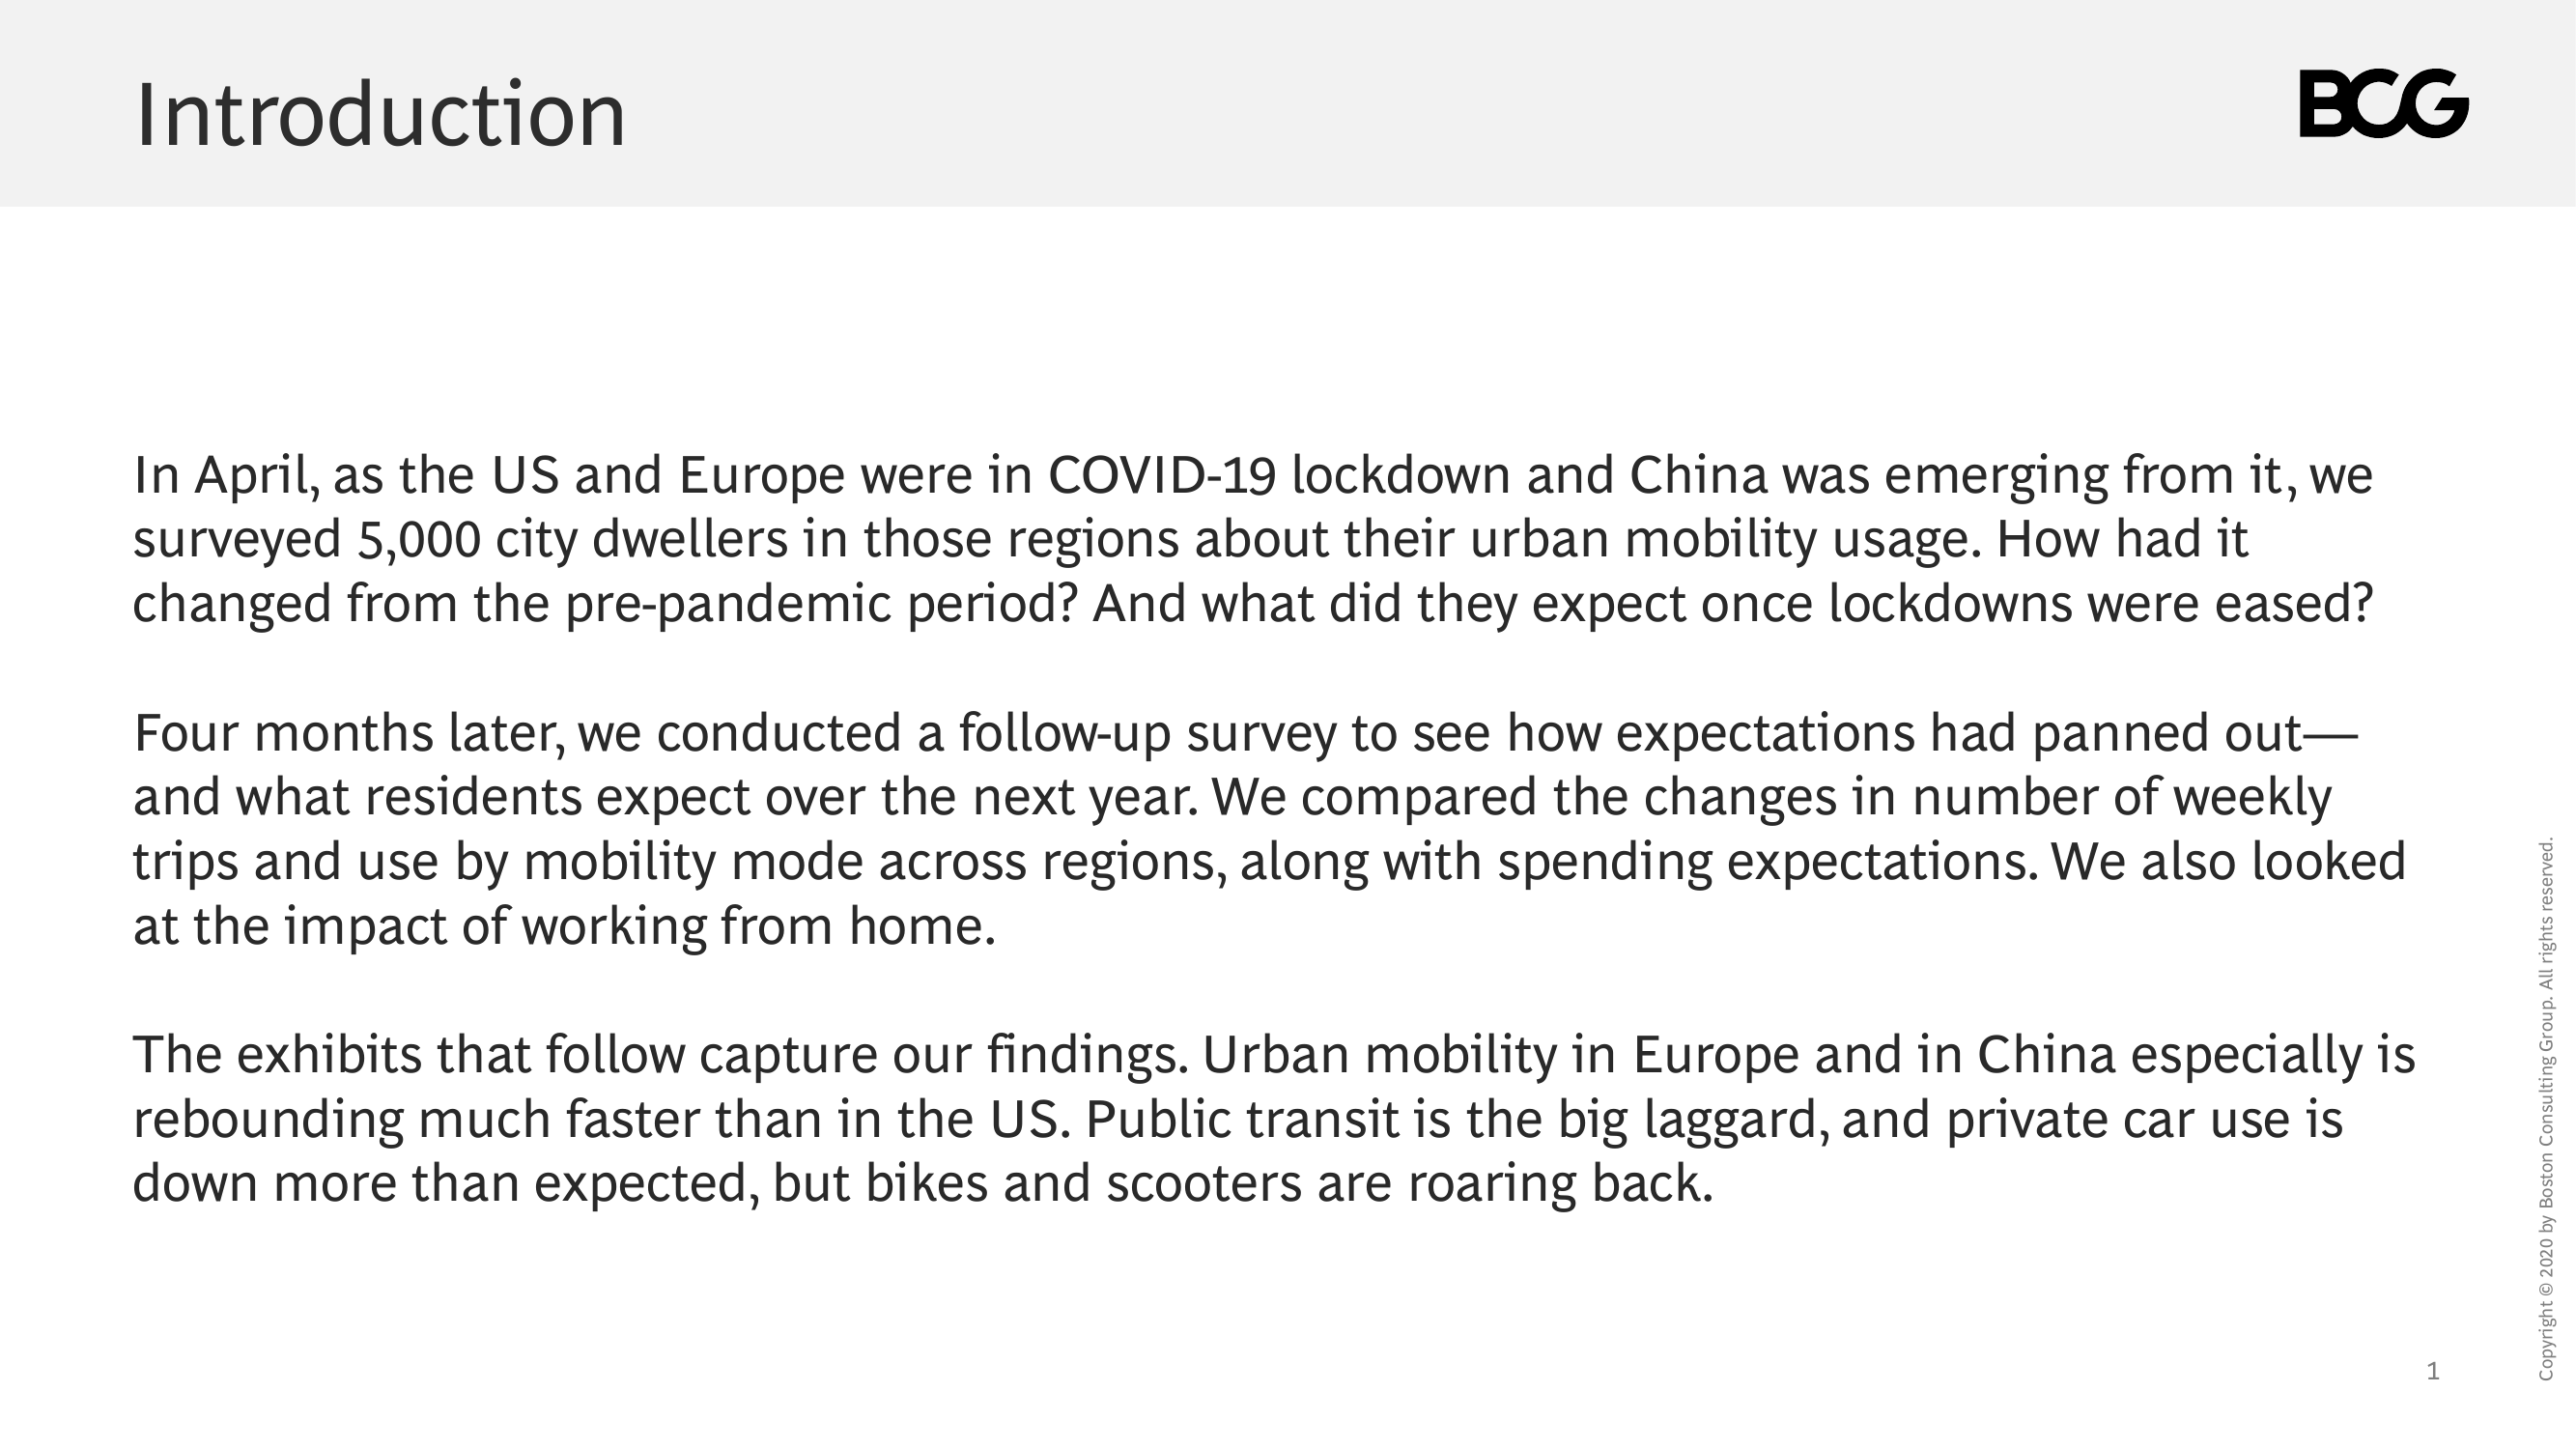 Introduction
BCG
In April, as the US and Europe were in COVID-19 lockdown and China was emerging from it, we
surveyed 5,000 city dwellers in those regions about their urban mobility usage. How had it
changed from the pre-pandemic period? And what did they expect once lockdowns were eased?
Four months later, we conducted a follow-up survey to see how expectations had panned out—
and what residents expect over the next year. We compared the changes in number of weekly
trips and use by mobility mode across regions, along with spending expectations. We also looked
at the impact of working from home.
The exhibits that follow capture our findings. Urban mobility in Europe and in China especially is
rebounding much faster than in the US. Public transit is the big laggard, and private car use is
down more than expected, but bikes and scooters are roaring back.
1
Copyright © 2020 by Boston Consulting Group. All rights reserved.